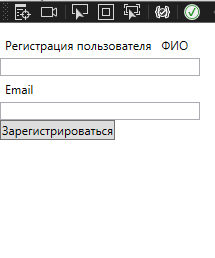 Регистрация пользователя ФИО
Email
Зарегистрироваться